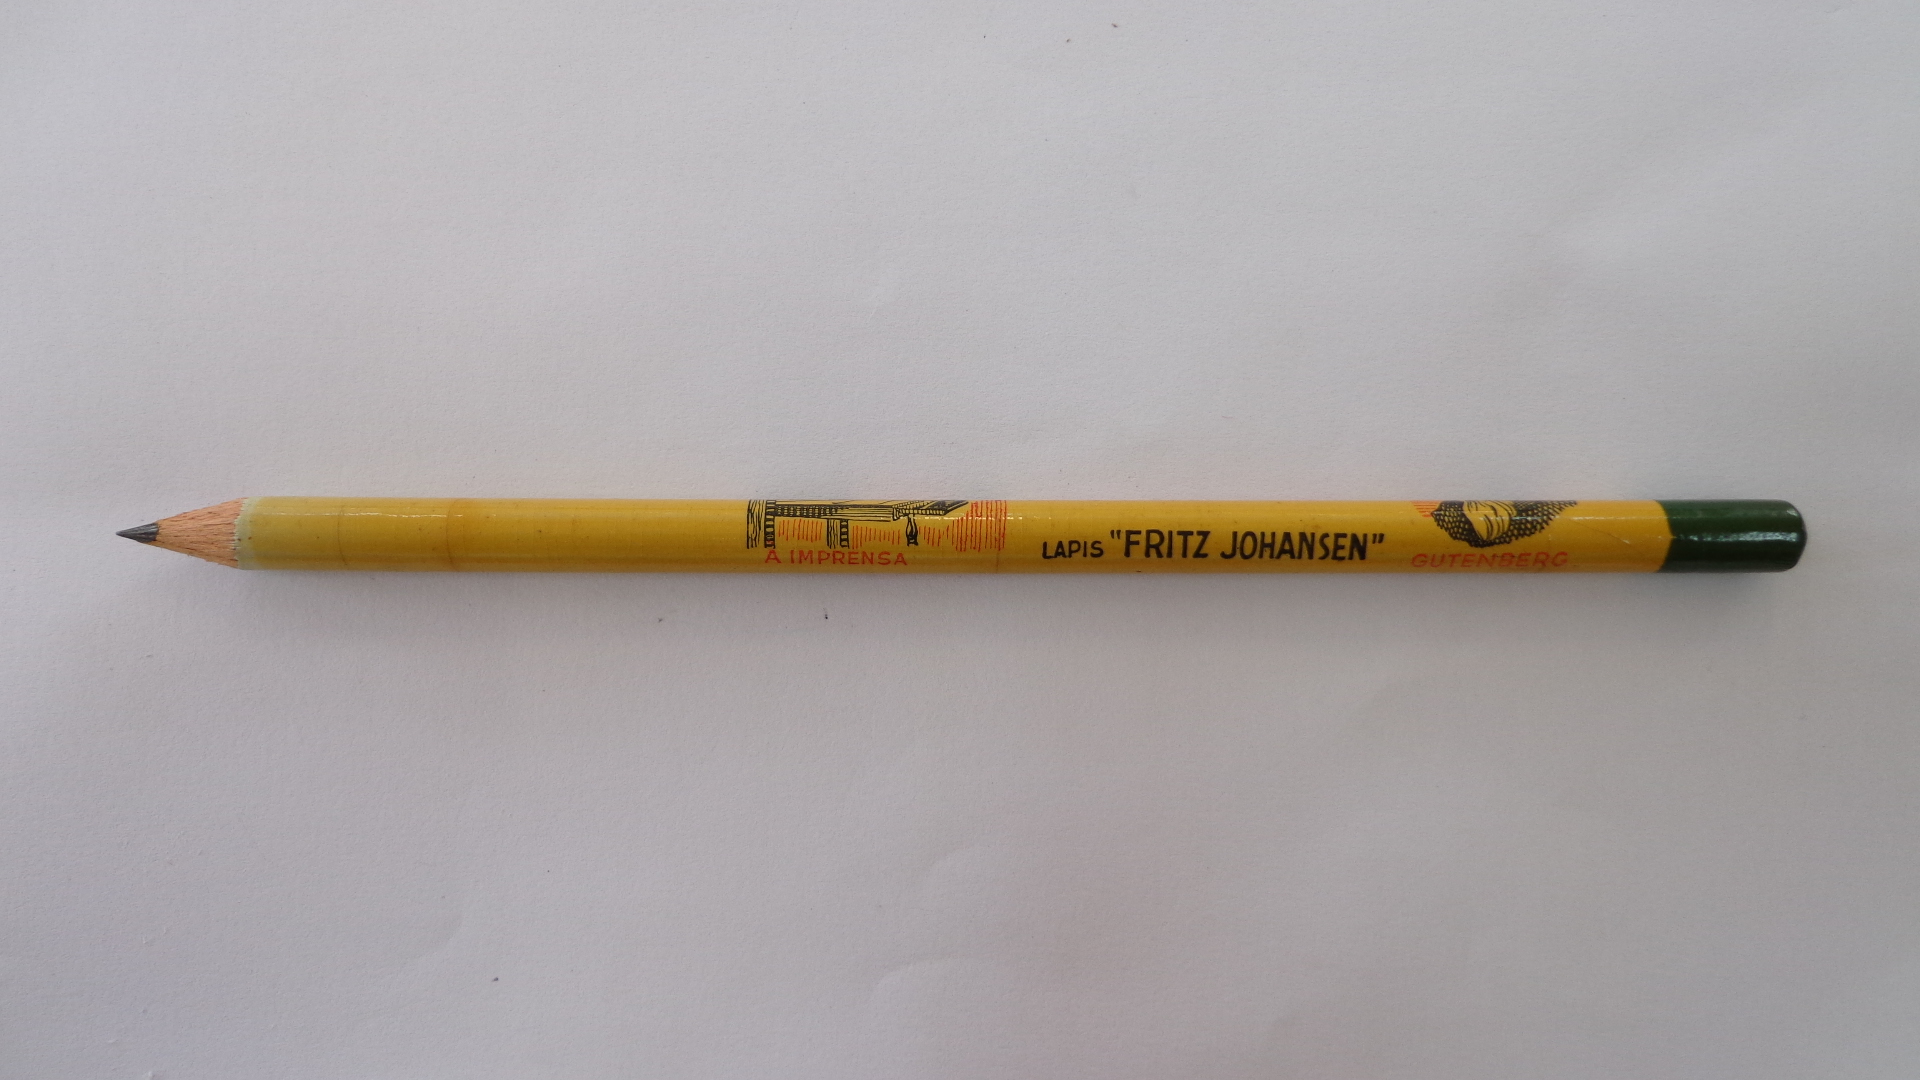 A IMPRENSA
LAPIS "FRITZ JOHANSEN"
GUTENBERG